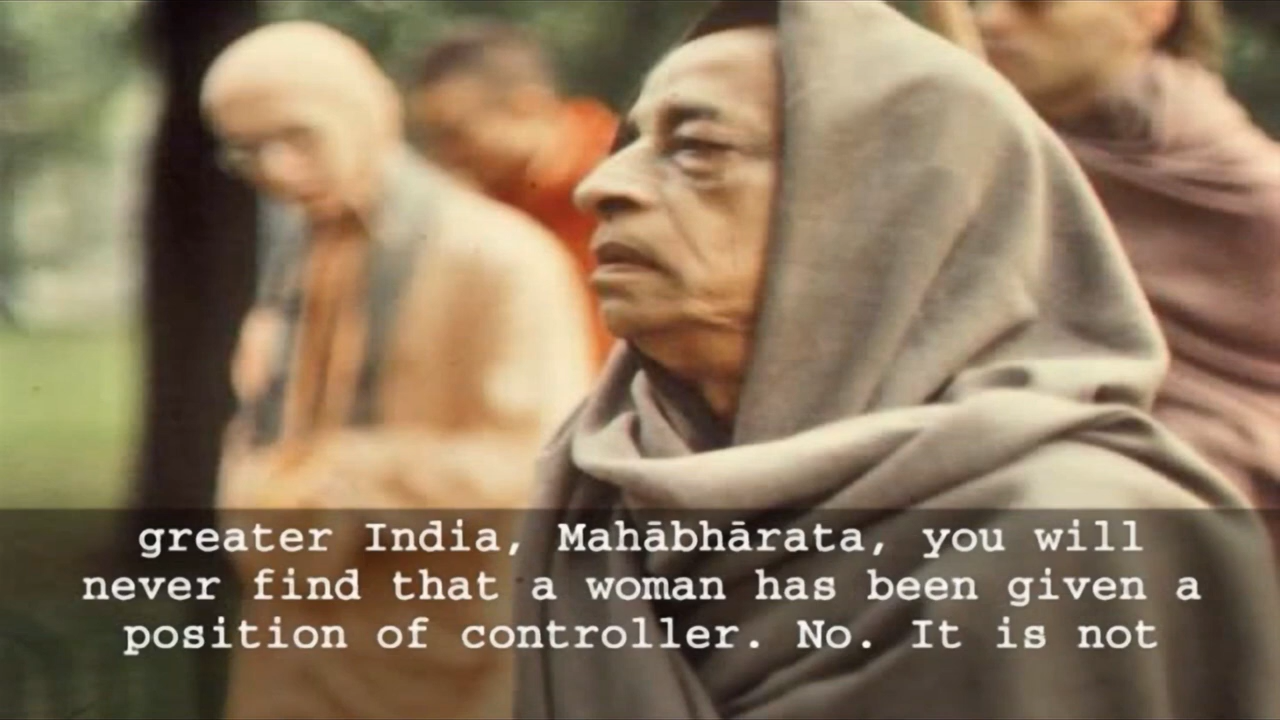 greater India, Mahābhārata, you will
never find that a woman has been given a
position of controller. No. It is not